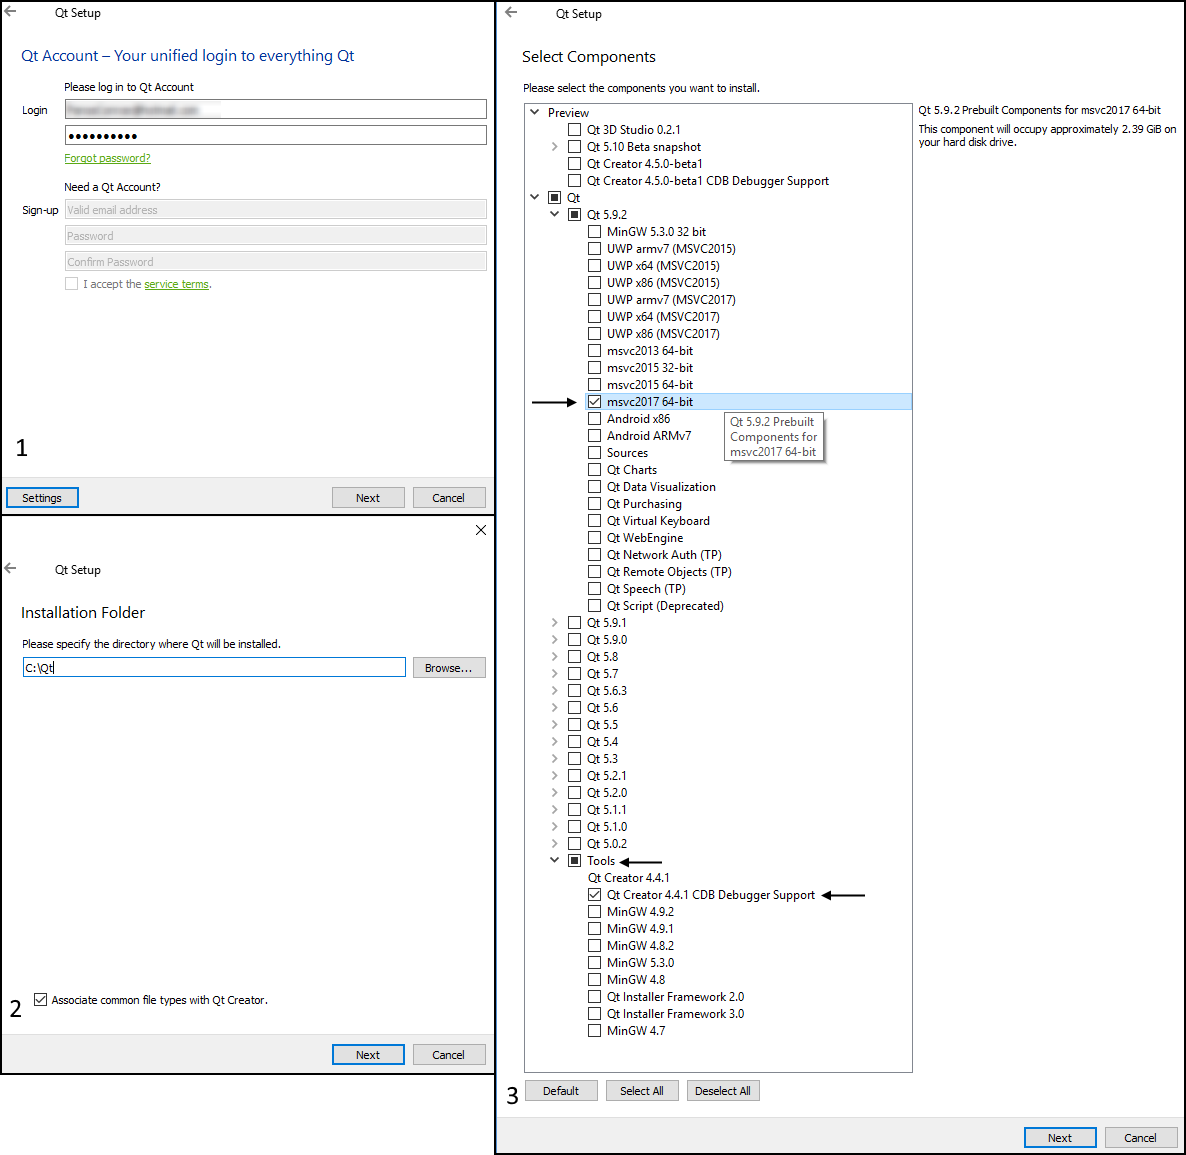 Qt Setup
Qt Account – Your unified login to everything Qt
Please log in to Qt Account
Login
●●●●●●●●●●
Forgot password?
Need a Qt Account?
Sign-up Valid email address
Password
Confirm Password
I accept the service terms.
1
Settings Next Cancel
Qt Setup
Installation Folder
Please specify the directory where Qt will be installed.
C:\Qt Browse...
2 Associate common file types with Qt Creator.
Next Cancel
Qt Setup
Select Components
Please select the components you want to install.
Preview
Qt 3D Studio 0.2.1
Qt 5.10 Beta snapshot
Qt Creator 4.5.0-beta1
Qt Creator 4.5.0-beta1 CDB Debugger Support
Qt
Qt 5.9.2
MinGW 5.3.0 32 bit
UWP armv7 (MSVC2015)
UWP x64 (MSVC2015)
UWP x86 (MSVC2015)
UWP armv7 (MSVC2017)
UWP x64 (MSVC2017)
UWP x86 (MSVC2017)
msvc2013 64-bit
msvc2015 32-bit
msvc2015 64-bit
msvc2017 64-bit
Android x86
Android ARMv7
Sources
Qt Charts
Qt Data Visualization
Qt Purchasing
Qt Virtual Keyboard
Qt WebEngine
Qt Network Auth (TP)
Qt Remote Objects (TP)
Qt Speech (TP)
Qt Script (Deprecated)
Qt 5.9.1
Qt 5.9.0
Qt 5.8
Qt 5.7
Qt 5.6.3
Qt 5.6
Qt 5.5
Qt 5.4
Qt 5.3
Qt 5.2.1
Qt 5.2.0
Qt 5.1.1
Qt 5.1.0
Qt 5.0.2
Tools
Qt Creator 4.4.1
Qt Creator 4.4.1 CDB Debugger Support
MinGW 4.9.2
MinGW 4.9.1
MinGW 4.8.2
MinGW 5.3.0
MinGW 4.8
Qt Installer Framework 2.0
Qt Installer Framework 3.0
MinGW 4.7
Qt 5.9.2 Prebuilt
Components for
msvc2017 64-bit
Qt 5.9.2 Prebuilt Components for msvc2017 64-bit
This component will occupy approximately 2.39 GiB on
your hard disk drive.
3 Default Select All Deselect All
Next Cancel